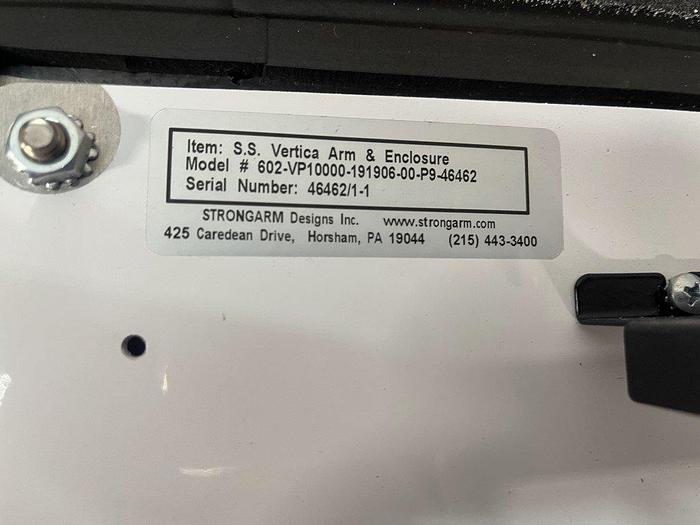 Item: S.S. Vertica Arm & Enclosure
Model # 602-VP10000-191906-00-P9-46462
Serial Number: 46462/1-1
STRONGARM Designs Inc. www.strongarm.com
425 Caredean Drive, Horsham, PA 19044 (215) 443-3400